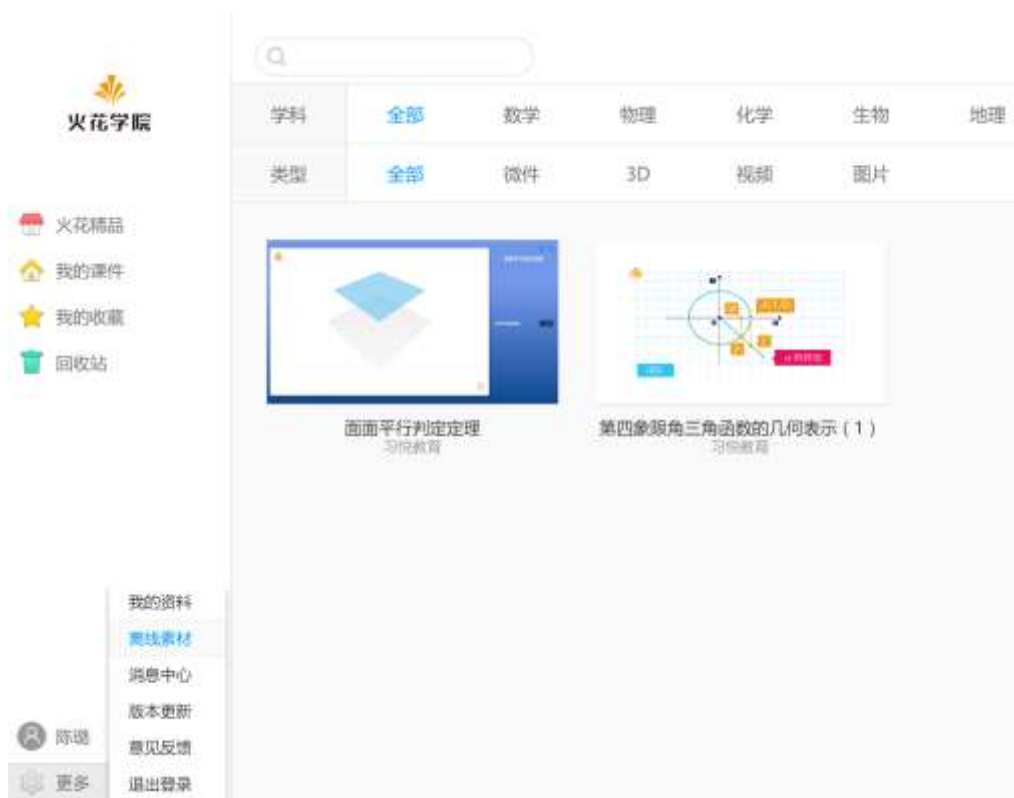 火花学院
火花精品
我的课件
我的收藏
回收站
我的资料
离线素材
消息中心
版本更新
意见反馈
退出登录
陈璐
更多
学科 全部 数学 物理 化学 生物 地理
类型 全部 微件 3D 视频 图片
面面平行判定定理
习悦教育
第四象限角三角函数的几何表示（1）
习悦教育